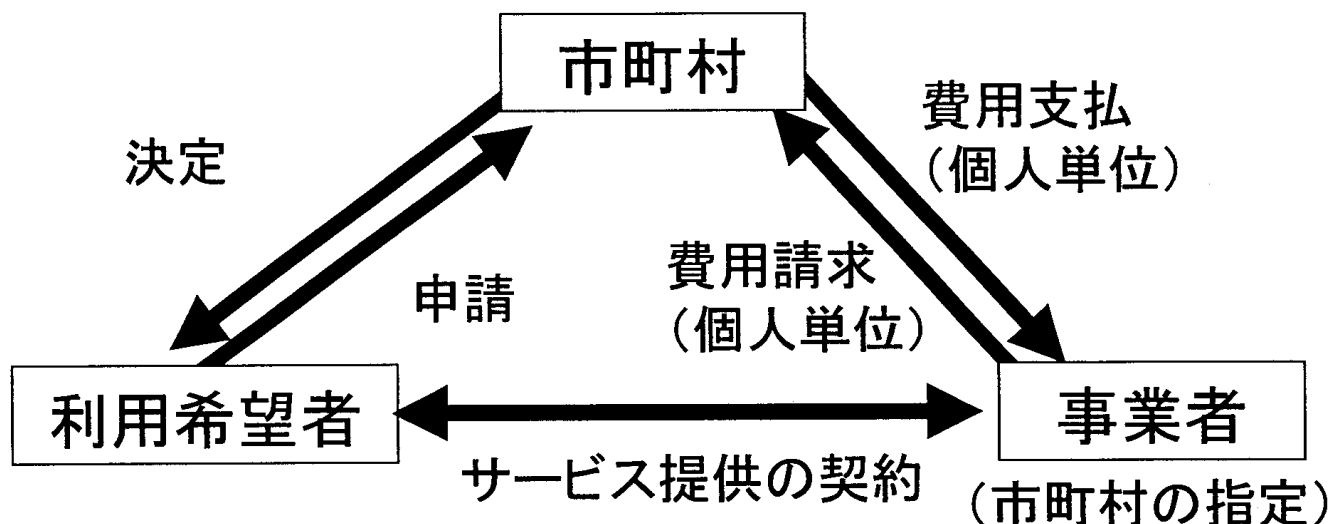 市町村
費用支払
（個人単位）
決定
費用請求
（個人単位）
申請
利用希望者
事業者
サービス提供の契約
（市町村の指定）